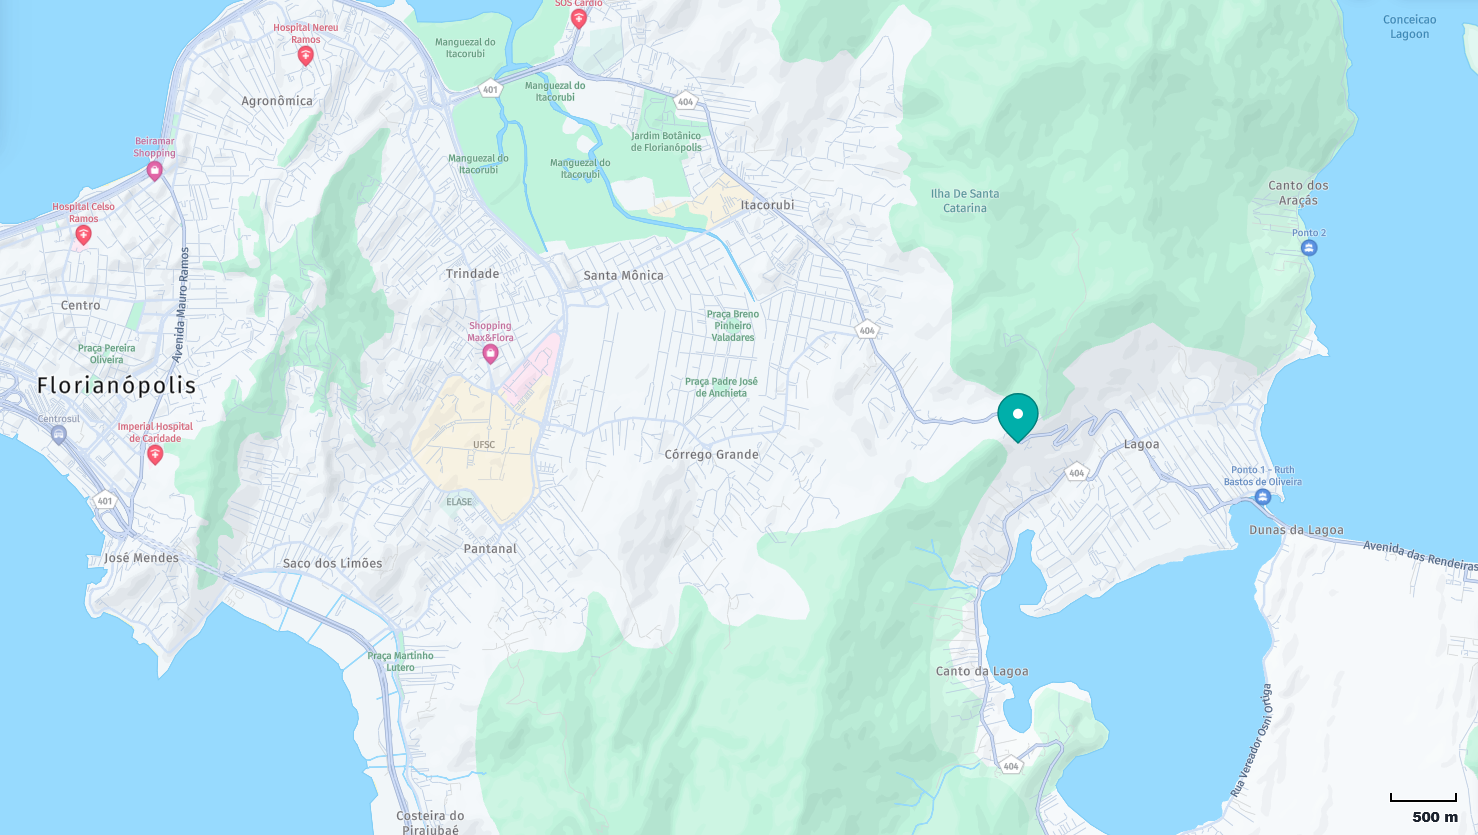 SOS Cardio
Conceicao
Lagoon
Hospital Nereu
Ramos
Manguezal do
Itacorubi
401
Manguezal do
Itacorubi
404
Agronômica
Jardim Botânico
de Florianópolis
Beiramar
Shopping
Manguezal do
Itacorubi
Manguezal do
Itacorubi
Ilha De Santa
Catarina
Canto dos
Araçás
Hospital Celso
Ramos
Itacorubi
Ponto 2
Trindade
Santa Mônica
Centro
Avenida Mauro Ramos
Praça Breno
Pinheiro
Valadares
Shopping
Max&Flora
404
Praça Pereira
Oliveira
Florianópolis
Praça Padre José
de Anchieta
Centrosul
Imperial Hospital
de Caridade
UFSC
Córrego Grande
Lagoa
404
Ponto 1 - Ruth
Bastos de Oliveira
401
ELASE
Dunas da Lagoa
Avenida das Rendeiras
José Mendes
Saco dos Limões
Pantanal
Praça Martinho
Lutero
Canto da Lagoa
Rua Vereador Osni Ortiga
404
Costeira do
Pirajubaé
500 m